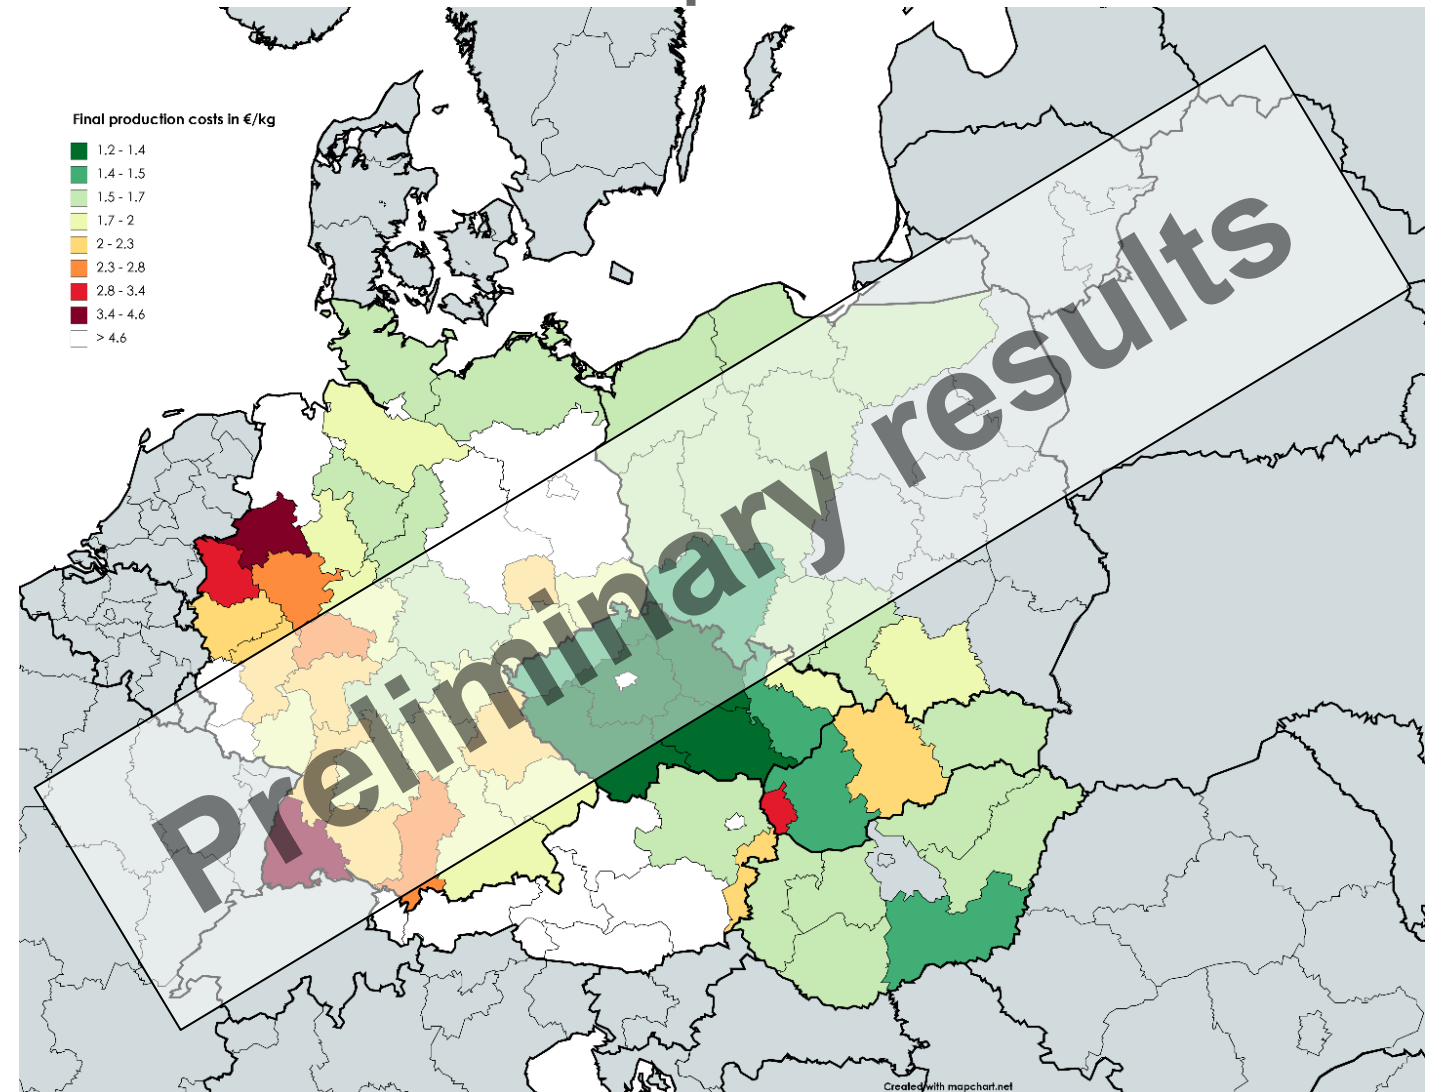 Final production costs in €/kg
1.2 - 1.4
1.4 - 1.5
1.5 - 1.7
1.7 - 2
2 - 2.3
2.3 - 2.8
2.8 - 3.4
3.4 - 4.6
> 4.6
Preliminary results
Created with mapchart.net